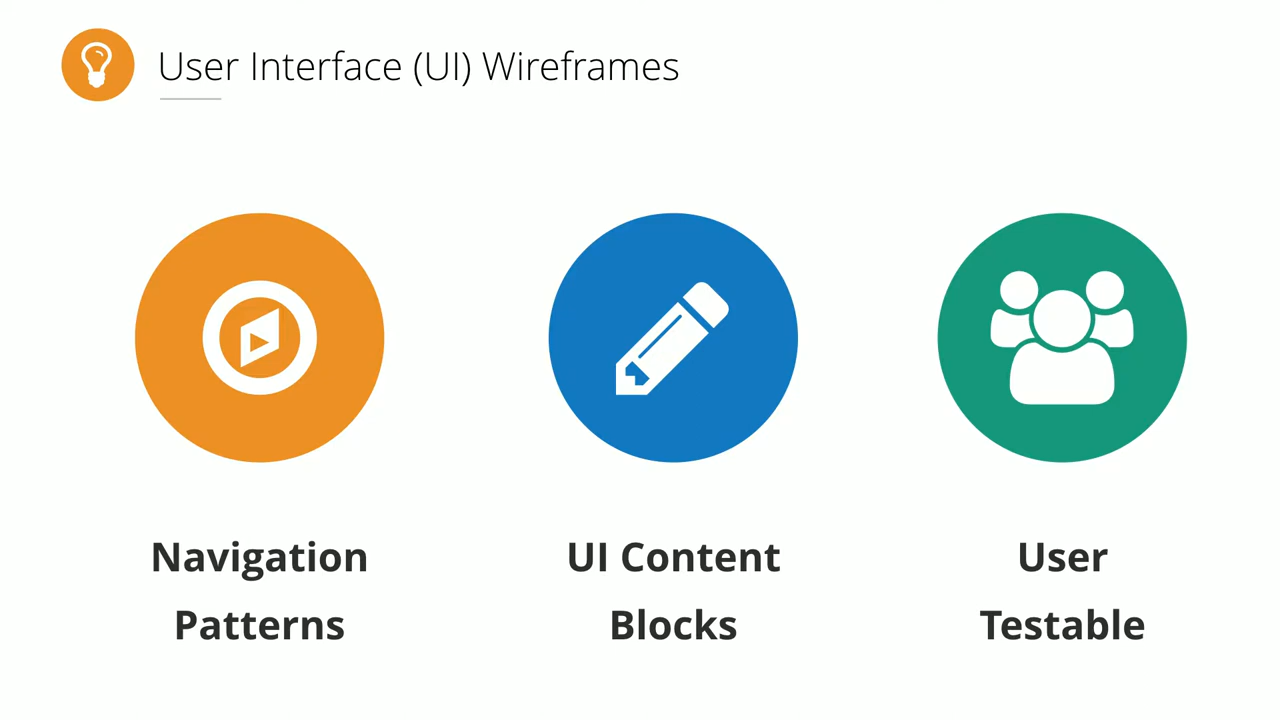 User Interface (UI) Wireframes
Navigation
Patterns
UI Content
Blocks
User
Testable